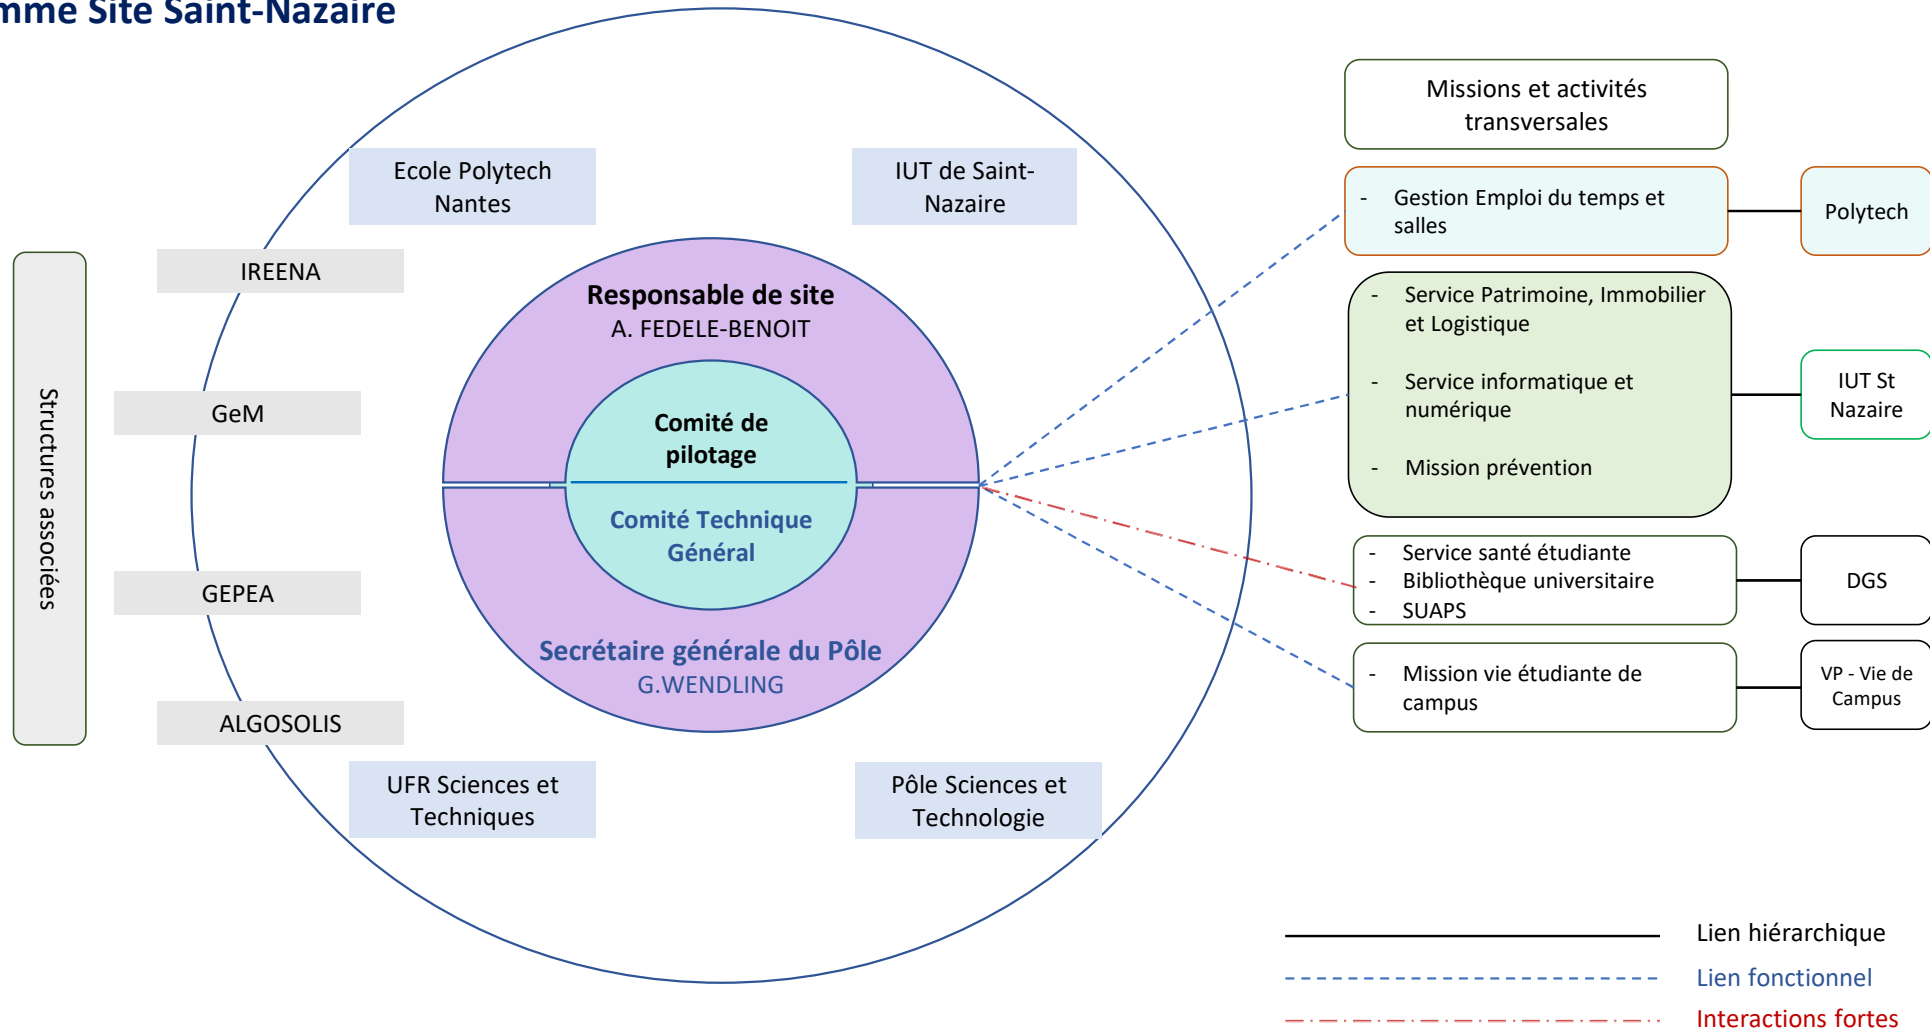 mme Site Saint-Nazaire
Ecole Polytech
Nantes
IUT de Saint-
Nazaire
Structures associées
IREENA
GeM
GEPEA
ALGOSOLIS
Responsable de site
A. FEDELE-BENOIT
Comité de
pilotage
Comité Technique
Général
Secrétaire générale du Pôle
G.WENDLING
UFR Sciences et
Techniques
Pôle Sciences et
Technologie
Missions et activités
transversales
- Gestion Emploi du temps et
salles
Polytech
- Service Patrimoine, Immobilier
et Logistique
- Service informatique et
numérique
- Mission prévention
IUT St
Nazaire
- Service santé étudiante
- Bibliothèque universitaire
- SUAPS
DGS
- Mission vie étudiante de
campus
VP - Vie de
Campus
Lien hiérarchique
Lien fonctionnel
Interactions fortes